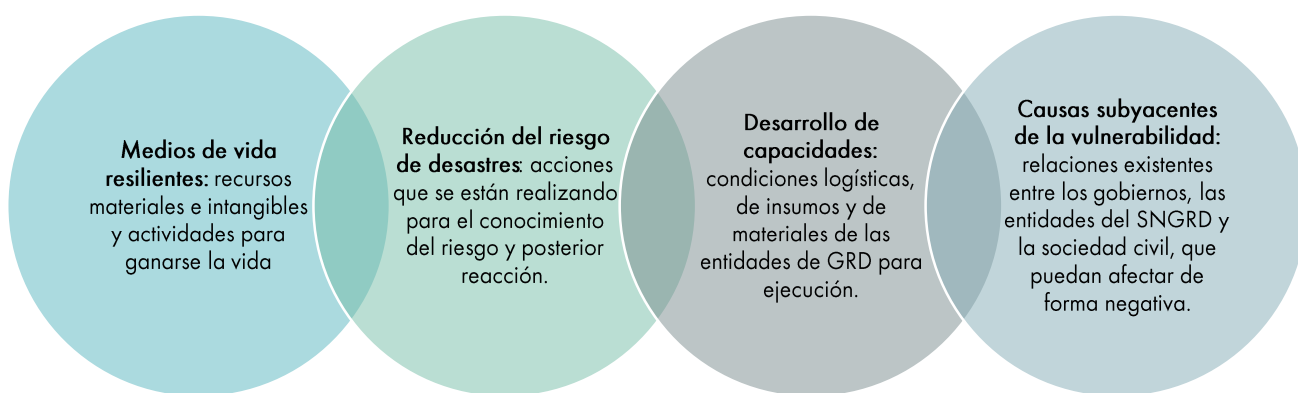 Medios de vida
resilientes: recursos
materiales e intangibles
y actividades para
ganarse la vida
Reducción del riesgo
de desastres: acciones
que se están realizando
para el conocimiento
del riesgo y posterior
reacción.
Desarrollo de
capacidades:
condiciones logísticas,
de insumos y de
materiales de las
entidades de GRD para
ejecución.
Causas subyacentes
de la vulnerabilidad:
relaciones existentes
entre los gobiernos, las
entidades del SNGRD y
la sociedad civil, que
puedan afectar de
forma negativa.